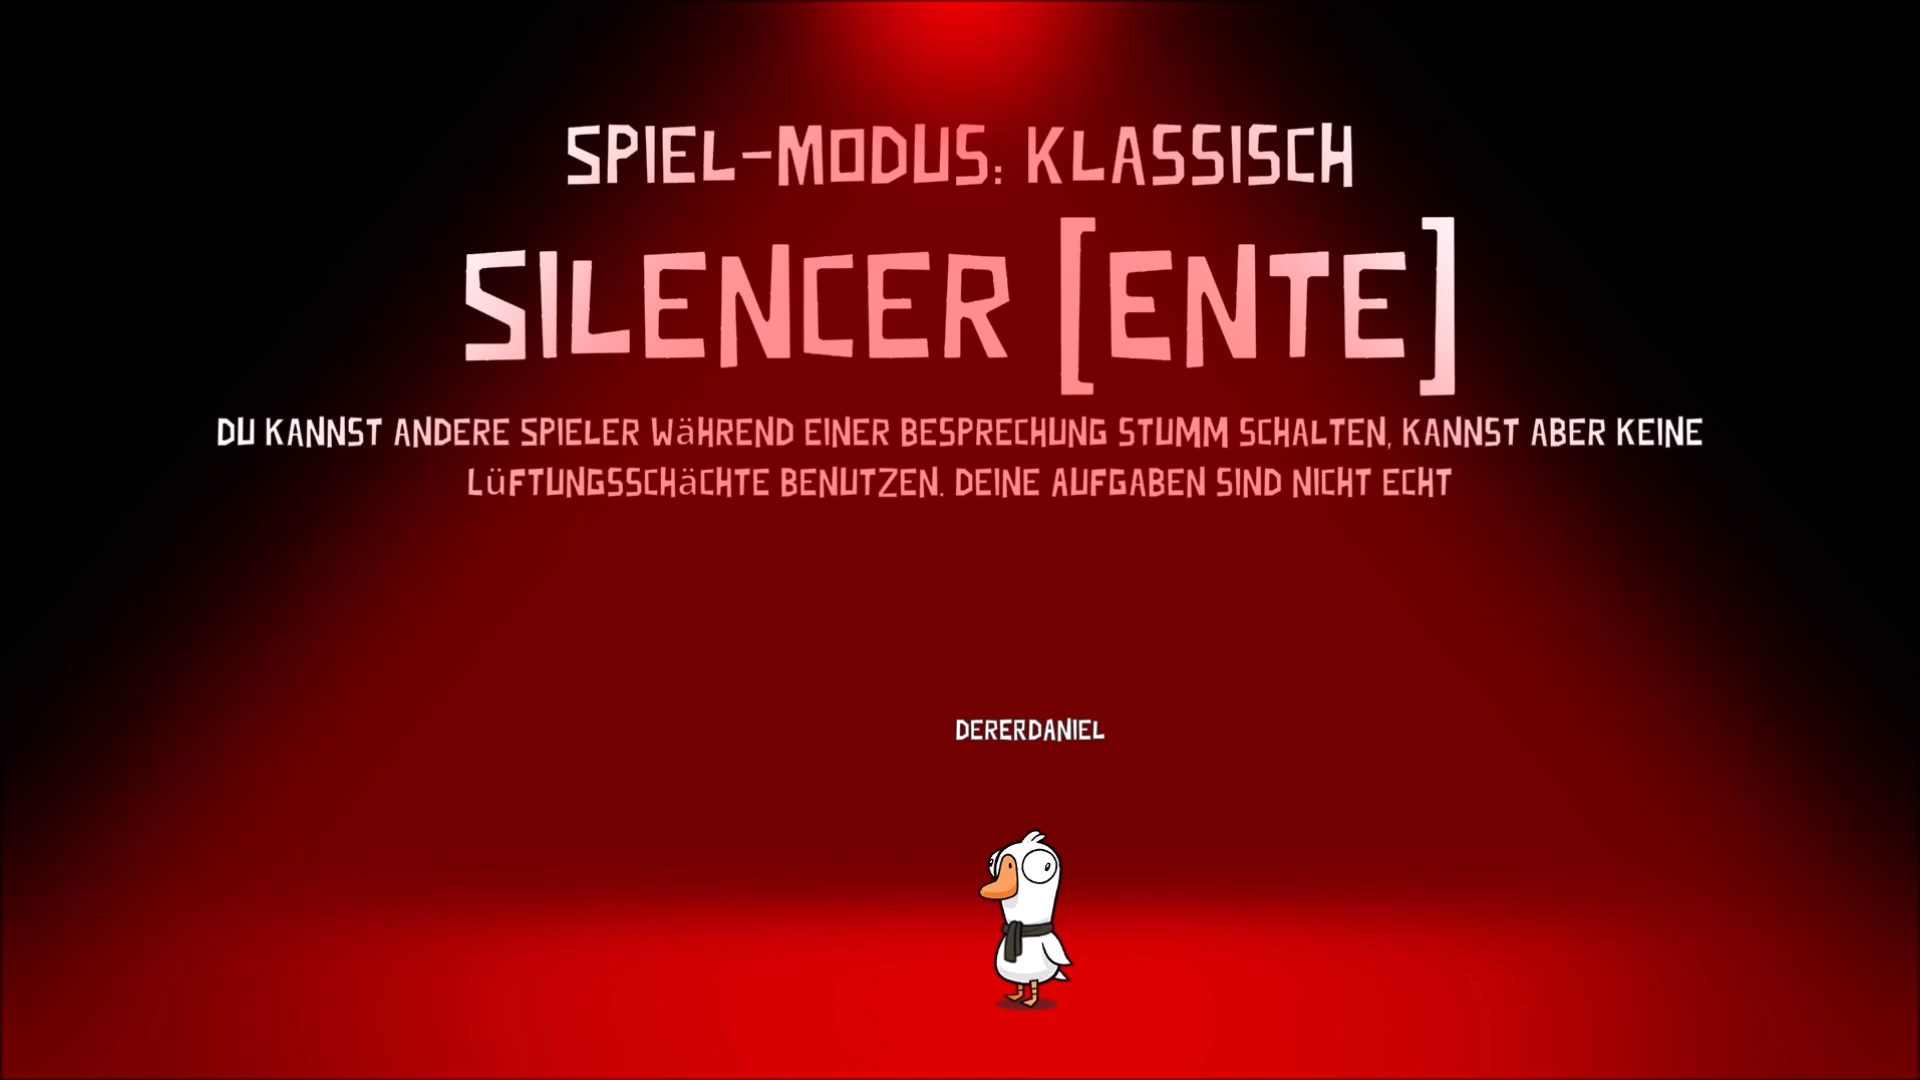 SPIEL-MODUS: KLASSISCH
SILENCER [ENTE]
DU KANNST ANDERE SPIELER WäHREND EINER BESPRECHUNG STUMM SCHALTEN, KANNST ABER KEINE
LüFTUNGSSCHäCHTE BENUTZEN. DEINE AUFGABEN SIND NICHT ECHT
DERERDANIEL